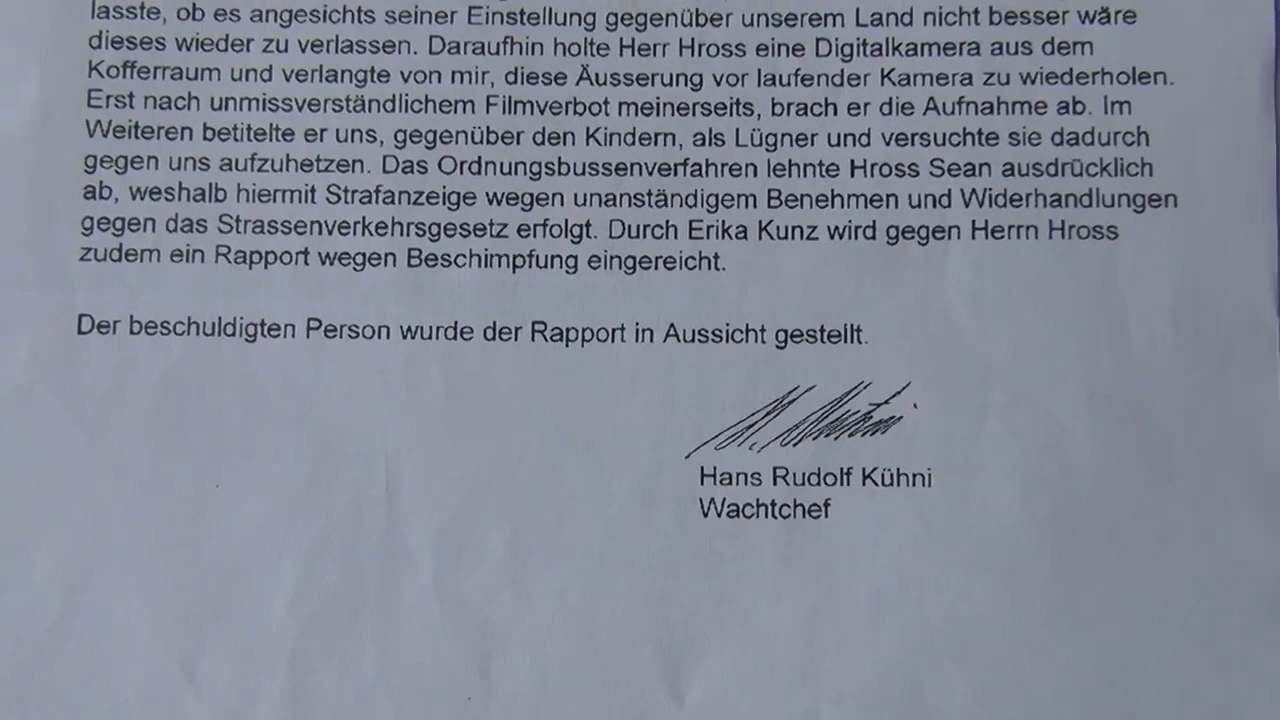 lasste, ob es angesichts seiner Einstellung gegenüber unserem Land nicht besser wäre
dieses wieder zu verlassen. Daraufhin holte Herr Hross eine Digitalkamera aus dem
Kofferraum und verlangte von mir, diese Äusserung vor laufender Kamera zu wiederholen.
Erst nach unmissverständlichem Filmverbot meinerseits, brach er die Aufnahme ab. Im
Weiteren betitelte er uns, gegenüber den Kindern, als Lügner und versuchte sie dadurch
gegen uns aufzuhetzen. Das Ordnungsbussenverfahren lehnte Hross Sean ausdrücklich
ab, weshalb hiermit Strafanzeige wegen unanständigem Benehmen und Widerhandlungen
gegen das Strassenverkehrsgesetz erfolgt. Durch Erika Kunz wird gegen Herrn Hross
zudem ein Rapport wegen Beschimpfung eingereicht.
Der beschuldigten Person wurde der Rapport in Aussicht gestellt.
Hans Rudolf Kühni
Wachtchef